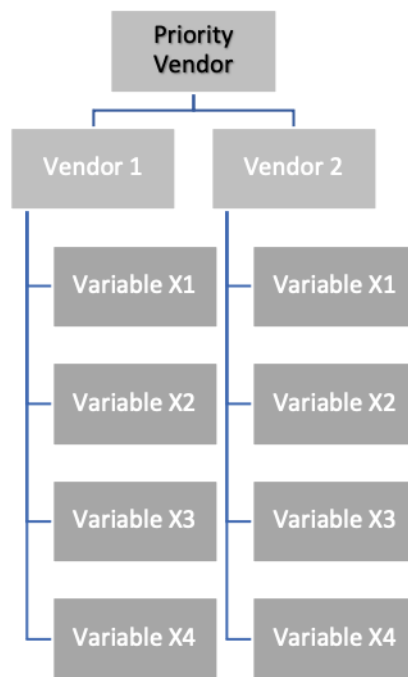 Priority
Vendor
Vendor 1
Vendor 2
Variable X1
Variable X1
Variable X2
Variable X2
Variable X3
Variable X3
Variable X4
Variable X4